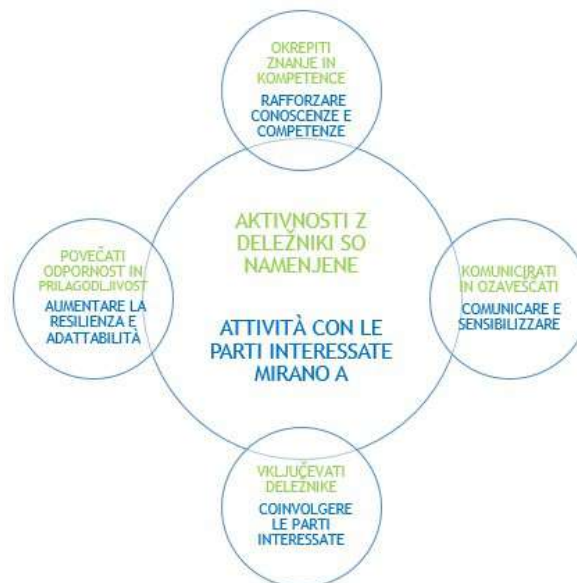 OKREPITI
ZNANJE IN
KOMPETENCE
RAFFORZARE
CONOSCENZE E
COMPETENZE
AKTIVNOSTI Z
DELEŽNIKI SO
NAMENJENE
ATTIVITÀ CON LE
PARTI INTERESSATE
MIRANO A
POVEČATI
ODPORNOST IN
PRILAGODLJIVOST
AUMENTARE LA
RESILIENZA E
ADATTABILITÀ
KOMUNICIRATI
IN OZAVEŠČATI
COMUNICARE E
SENSIBILIZZARE
VKLJUČEVATI
DELEŽNIKE
COINVOLGERE
LE PARTI
INTERESSATE